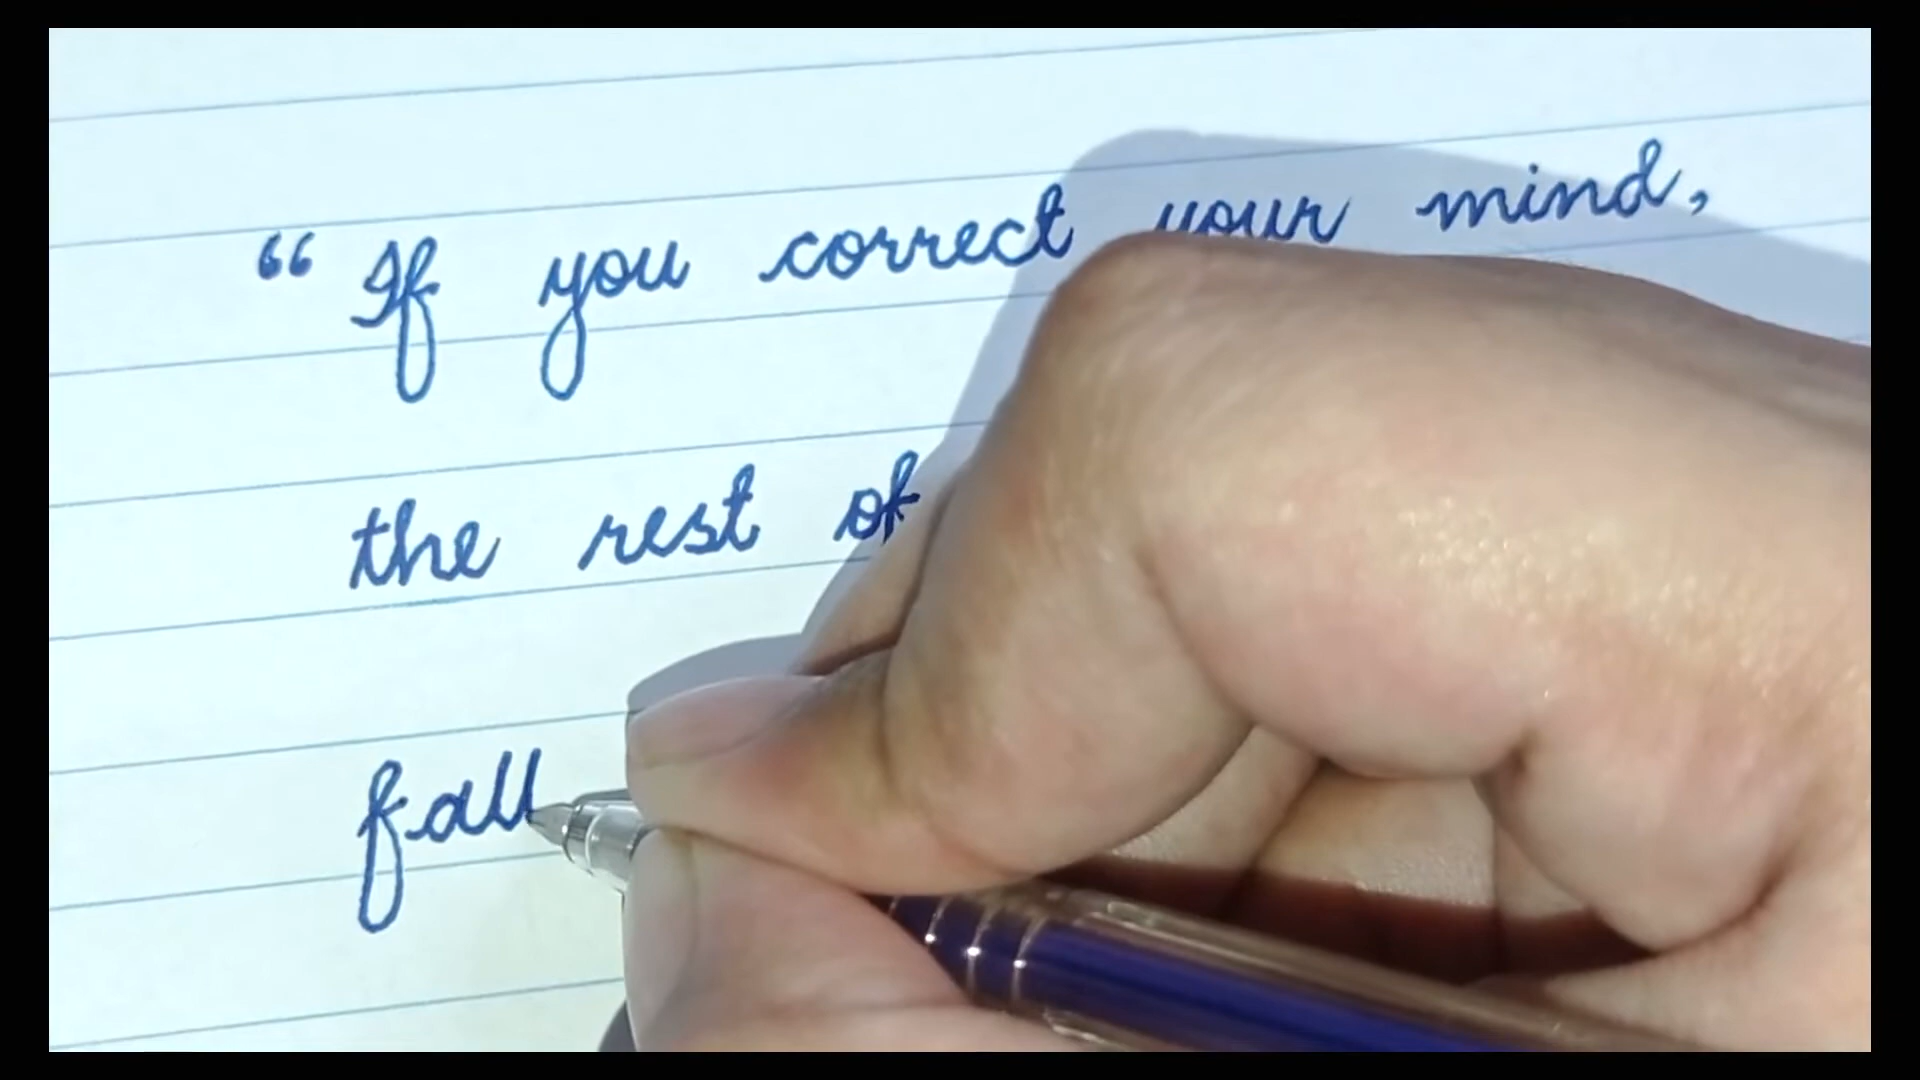 “ If you correct your mind,
the rest of
fall